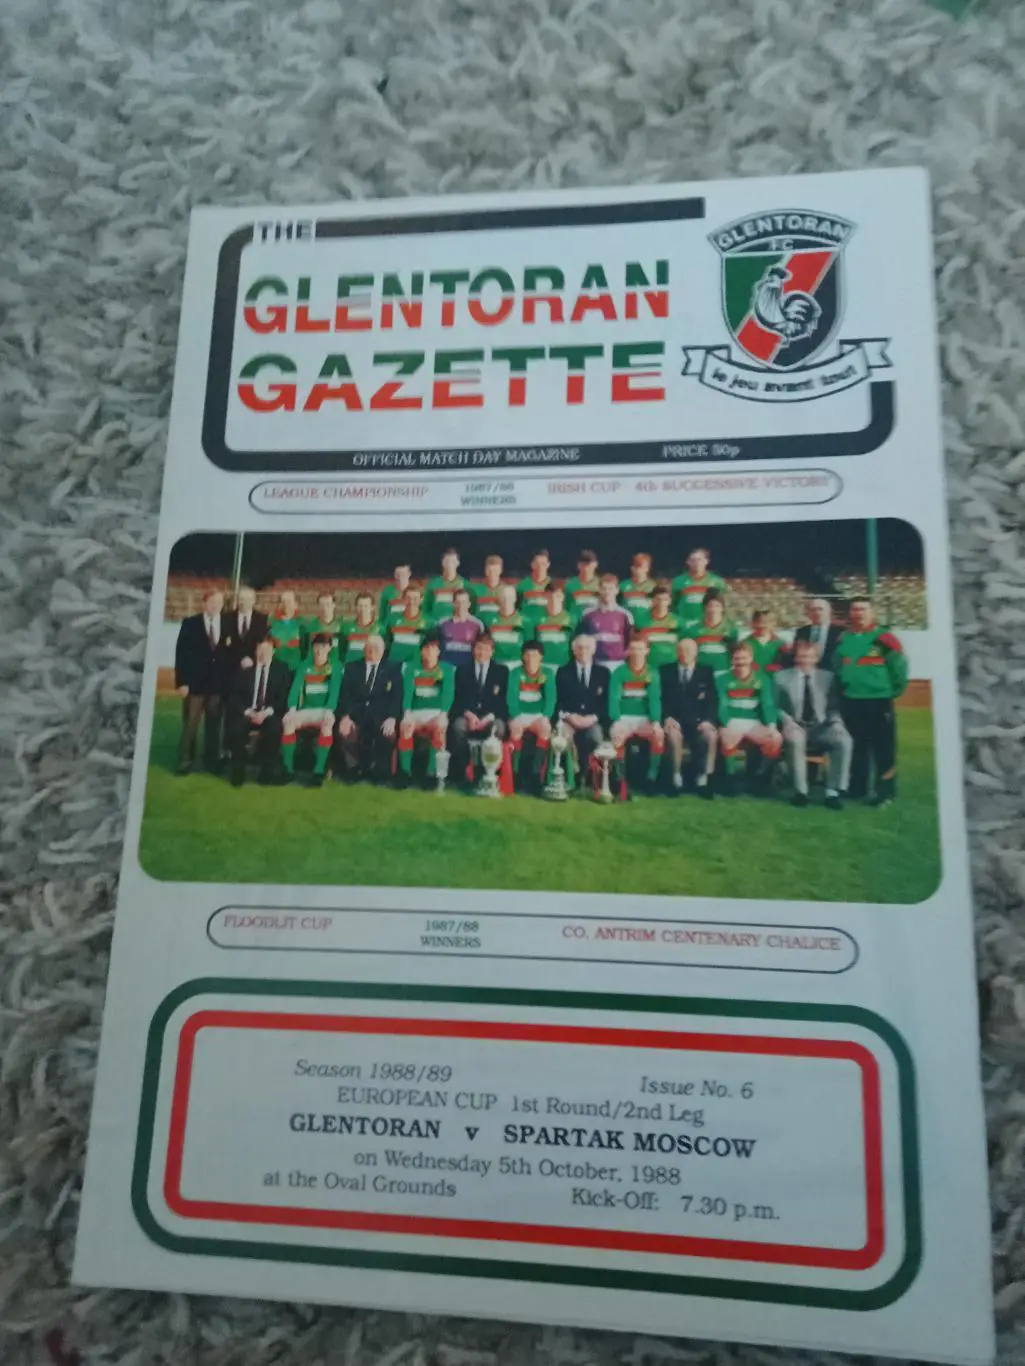 THE
GLENTORAN
GAZETTE
GLENTORAN
F.C
le jeu avant tout
OFFICIAL MATCH DAY MAGAZINE PRICE 50p
LEAGUE CHAMPIONSHIP 1987/88 WINNERS IRISH CUP 4th SUCCESSIVE VICTORY
FLOODLIT CUP 1987/88 WINNERS CO. ANTRIM CENTENARY CHALICE
Season 1988/89 Issue No. 6
EUROPEAN CUP 1st Round/2nd Leg
GLENTORAN v SPARTAK MOSCOW
on Wednesday 5th October, 1988
at the Oval Grounds Kick-Off: 7.30 p.m.